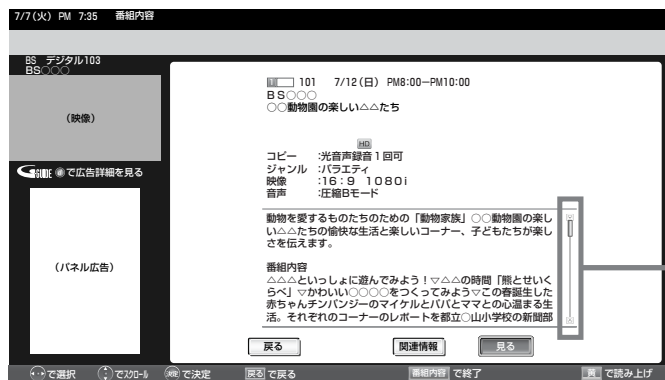 7/7(火) PM 7:35 番組内容
BS デジタル103
BS○○○
(映像)
G-GUIDE ◉で広告詳細を見る
(パネル広告)
101 7/12(日) PM8:00−PM10:00
BS○○○
○○動物園の楽しい△△たち
HD
コピー :光音声録音1回可
ジャンル :バラエティ
映像 :16:9 1080i
音声 :圧縮Bモード
動物を愛するものたちのための「動物家族」○○動物園の楽し
い△△たちの愉快な生活と楽しいコーナー、子どもたちが楽し
さを伝えます。
番組内容
△△△といっしょに遊んでみよう！▽△△の時間「熊とせいく
らべ」▽かわいい○○○○をつくってみよう▽この春誕生した
赤ちゃんチンパンジーのマイケルとパパとママとの心温まる生
活。それぞれのコーナーのレポートを都立○山小学校の新聞部
戻る 関連情報 見る
で選択 でスクロール 決定 で決定 戻る で戻る 番組内容 で終了 黄 で読み上げ